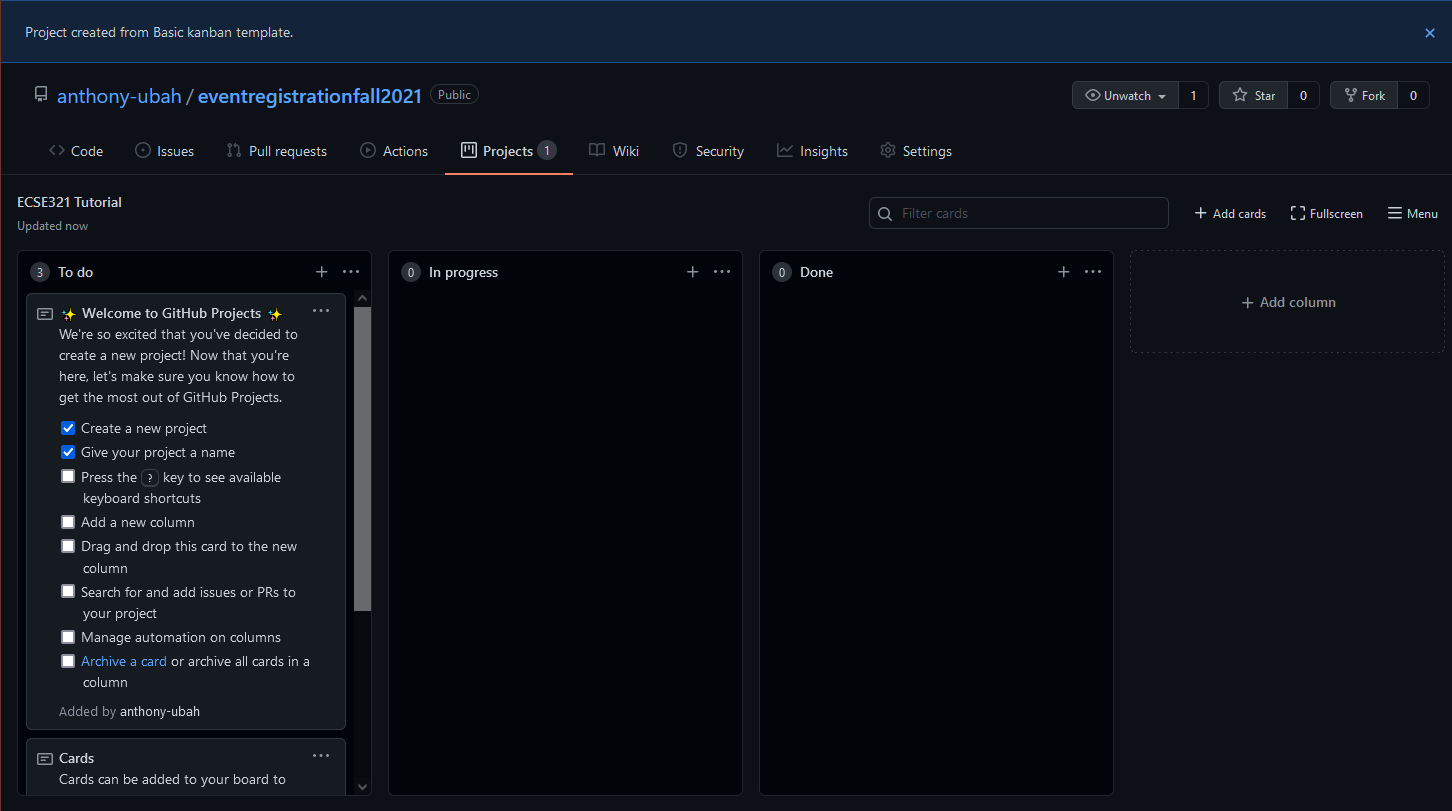 Project created from Basic kanban template.
anthony-ubah / eventregistrationfall2021 Public
Unwatch 1 Star 0 Fork 0
Code Issues Pull requests Actions Projects 1 Wiki Security Insights Settings
ECSE321 Tutorial
Updated now
Filter cards
Add cards Fullscreen Menu
3 To do
✨ Welcome to GitHub Projects ✨
We're so excited that you've decided to
create a new project! Now that you're
here, let's make sure you know how to
get the most out of GitHub Projects.
Create a new project
Give your project a name
Press the ? key to see available
keyboard shortcuts
Add a new column
Drag and drop this card to the new
column
Search for and add issues or PRs to
your project
Manage automation on columns
Archive a card or archive all cards in a
column
Added by anthony-ubah
Cards
Cards can be added to your board to
0 In progress
0 Done
Add column